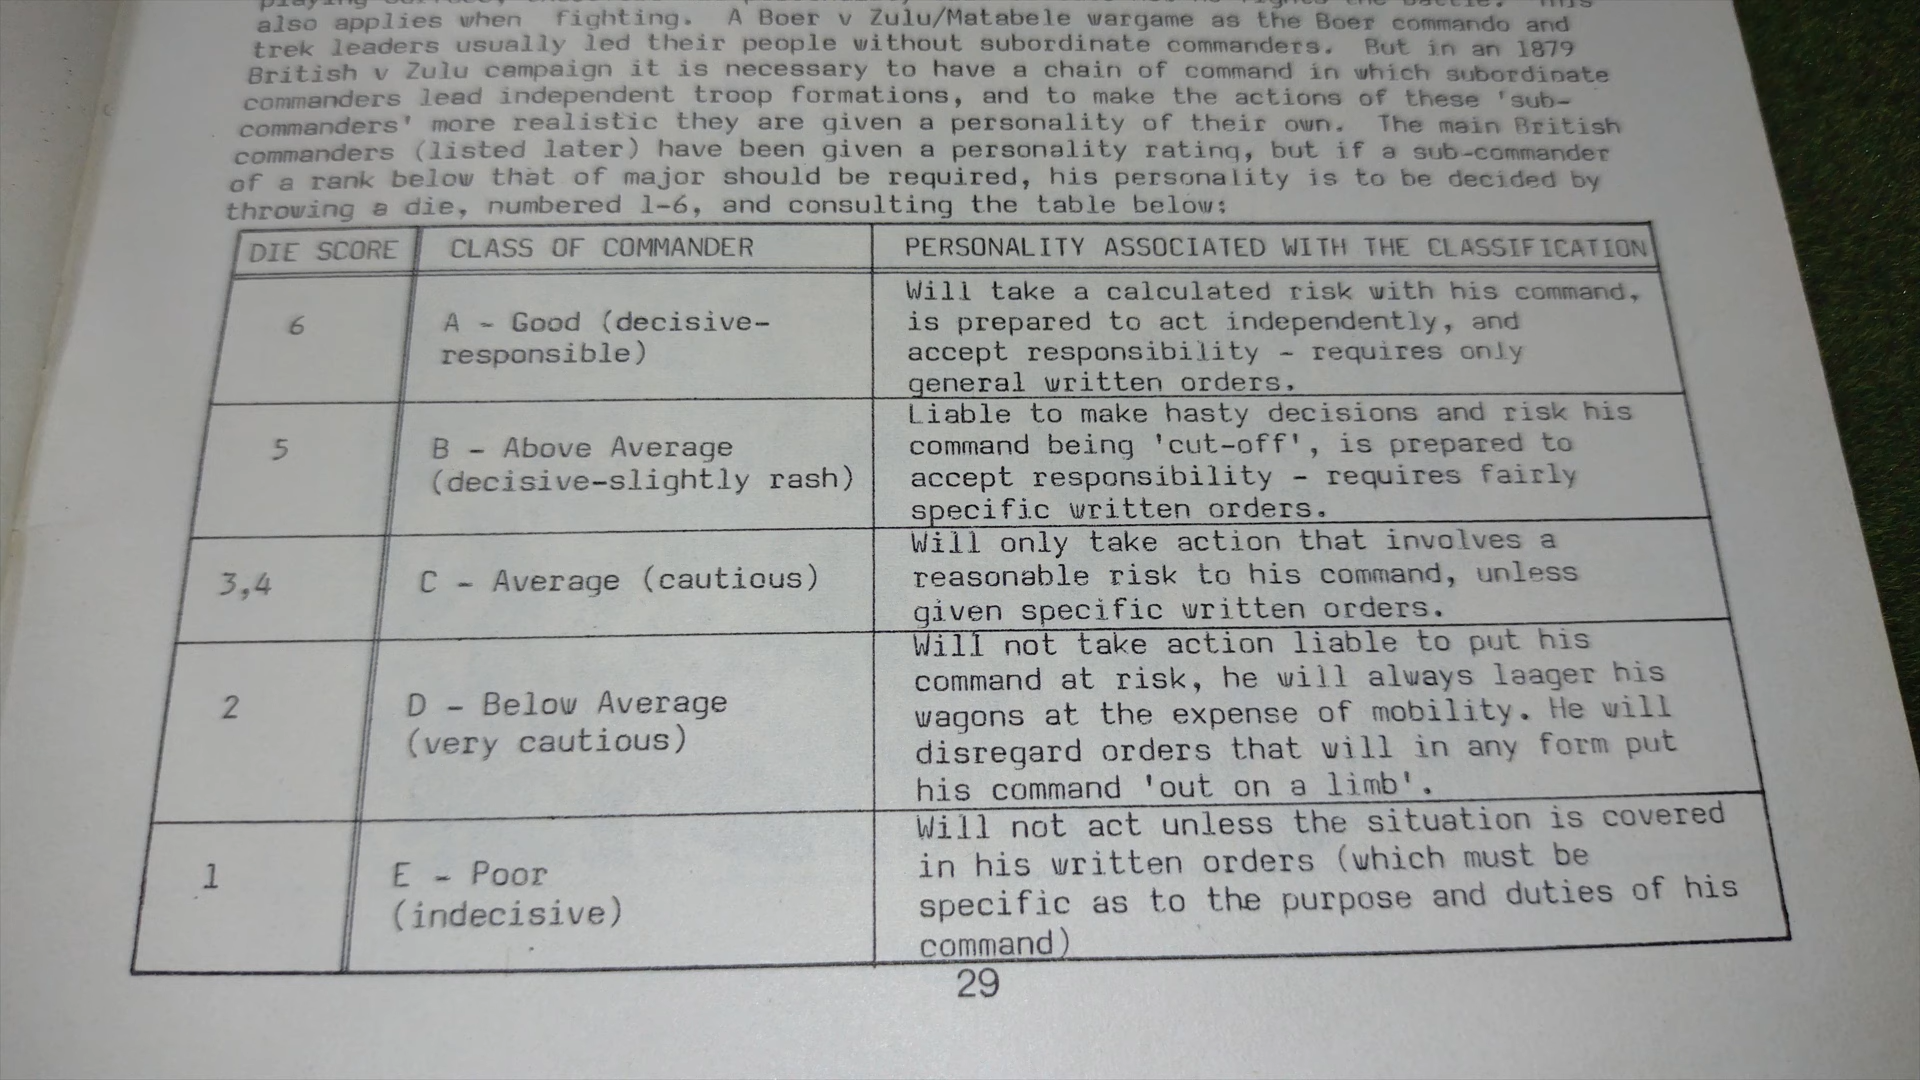 also applies when fighting. A Boer v Zulu/Matabele wargame as the Boer commando and
trek leaders usually led their people without subordinate commanders. But in an 1879
British v Zulu campaign it is necessary to have a chain of command in which subordinate
commanders lead independent troop formations, and to make the actions of these 'sub-
commanders' more realistic they are given a personality of their own. The main British
commanders (listed later) have been given a personality rating, but if a sub-commander
of a rank below that of major should be required, his personality is to be decided by
throwing a die, numbered 1-6, and consulting the table below:
DIE SCORE CLASS OF COMMANDER PERSONALITY ASSOCIATED WITH THE CLASSIFICATION
6
A - Good (decisive-
responsible)
Will take a calculated risk with his command,
is prepared to act independently, and
accept responsibility - requires only
general written orders.
5
B - Above Average
(decisive-slightly rash)
Liable to make hasty decisions and risk his
command being 'cut-off', is prepared to
accept responsibility - requires fairly
specific written orders.
3,4
C - Average (cautious)
Will only take action that involves a
reasonable risk to his command, unless
given specific written orders.
2
D - Below Average
(very cautious)
Will not take action liable to put his
command at risk, he will always laager his
wagons at the expense of mobility. He will
disregard orders that will in any form put
his command 'out on a limb'.
1
E - Poor
(indecisive)
Will not act unless the situation is covered
in his written orders (which must be
specific as to the purpose and duties of his
command)
29